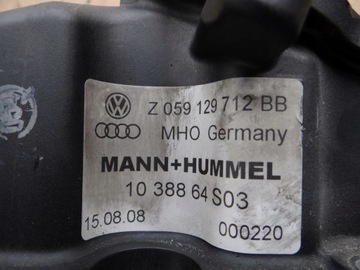 Z 059 129 712 BB
MHO Germany
MANN+HUMMEL
10 388 64 S03
15.08.08 000220